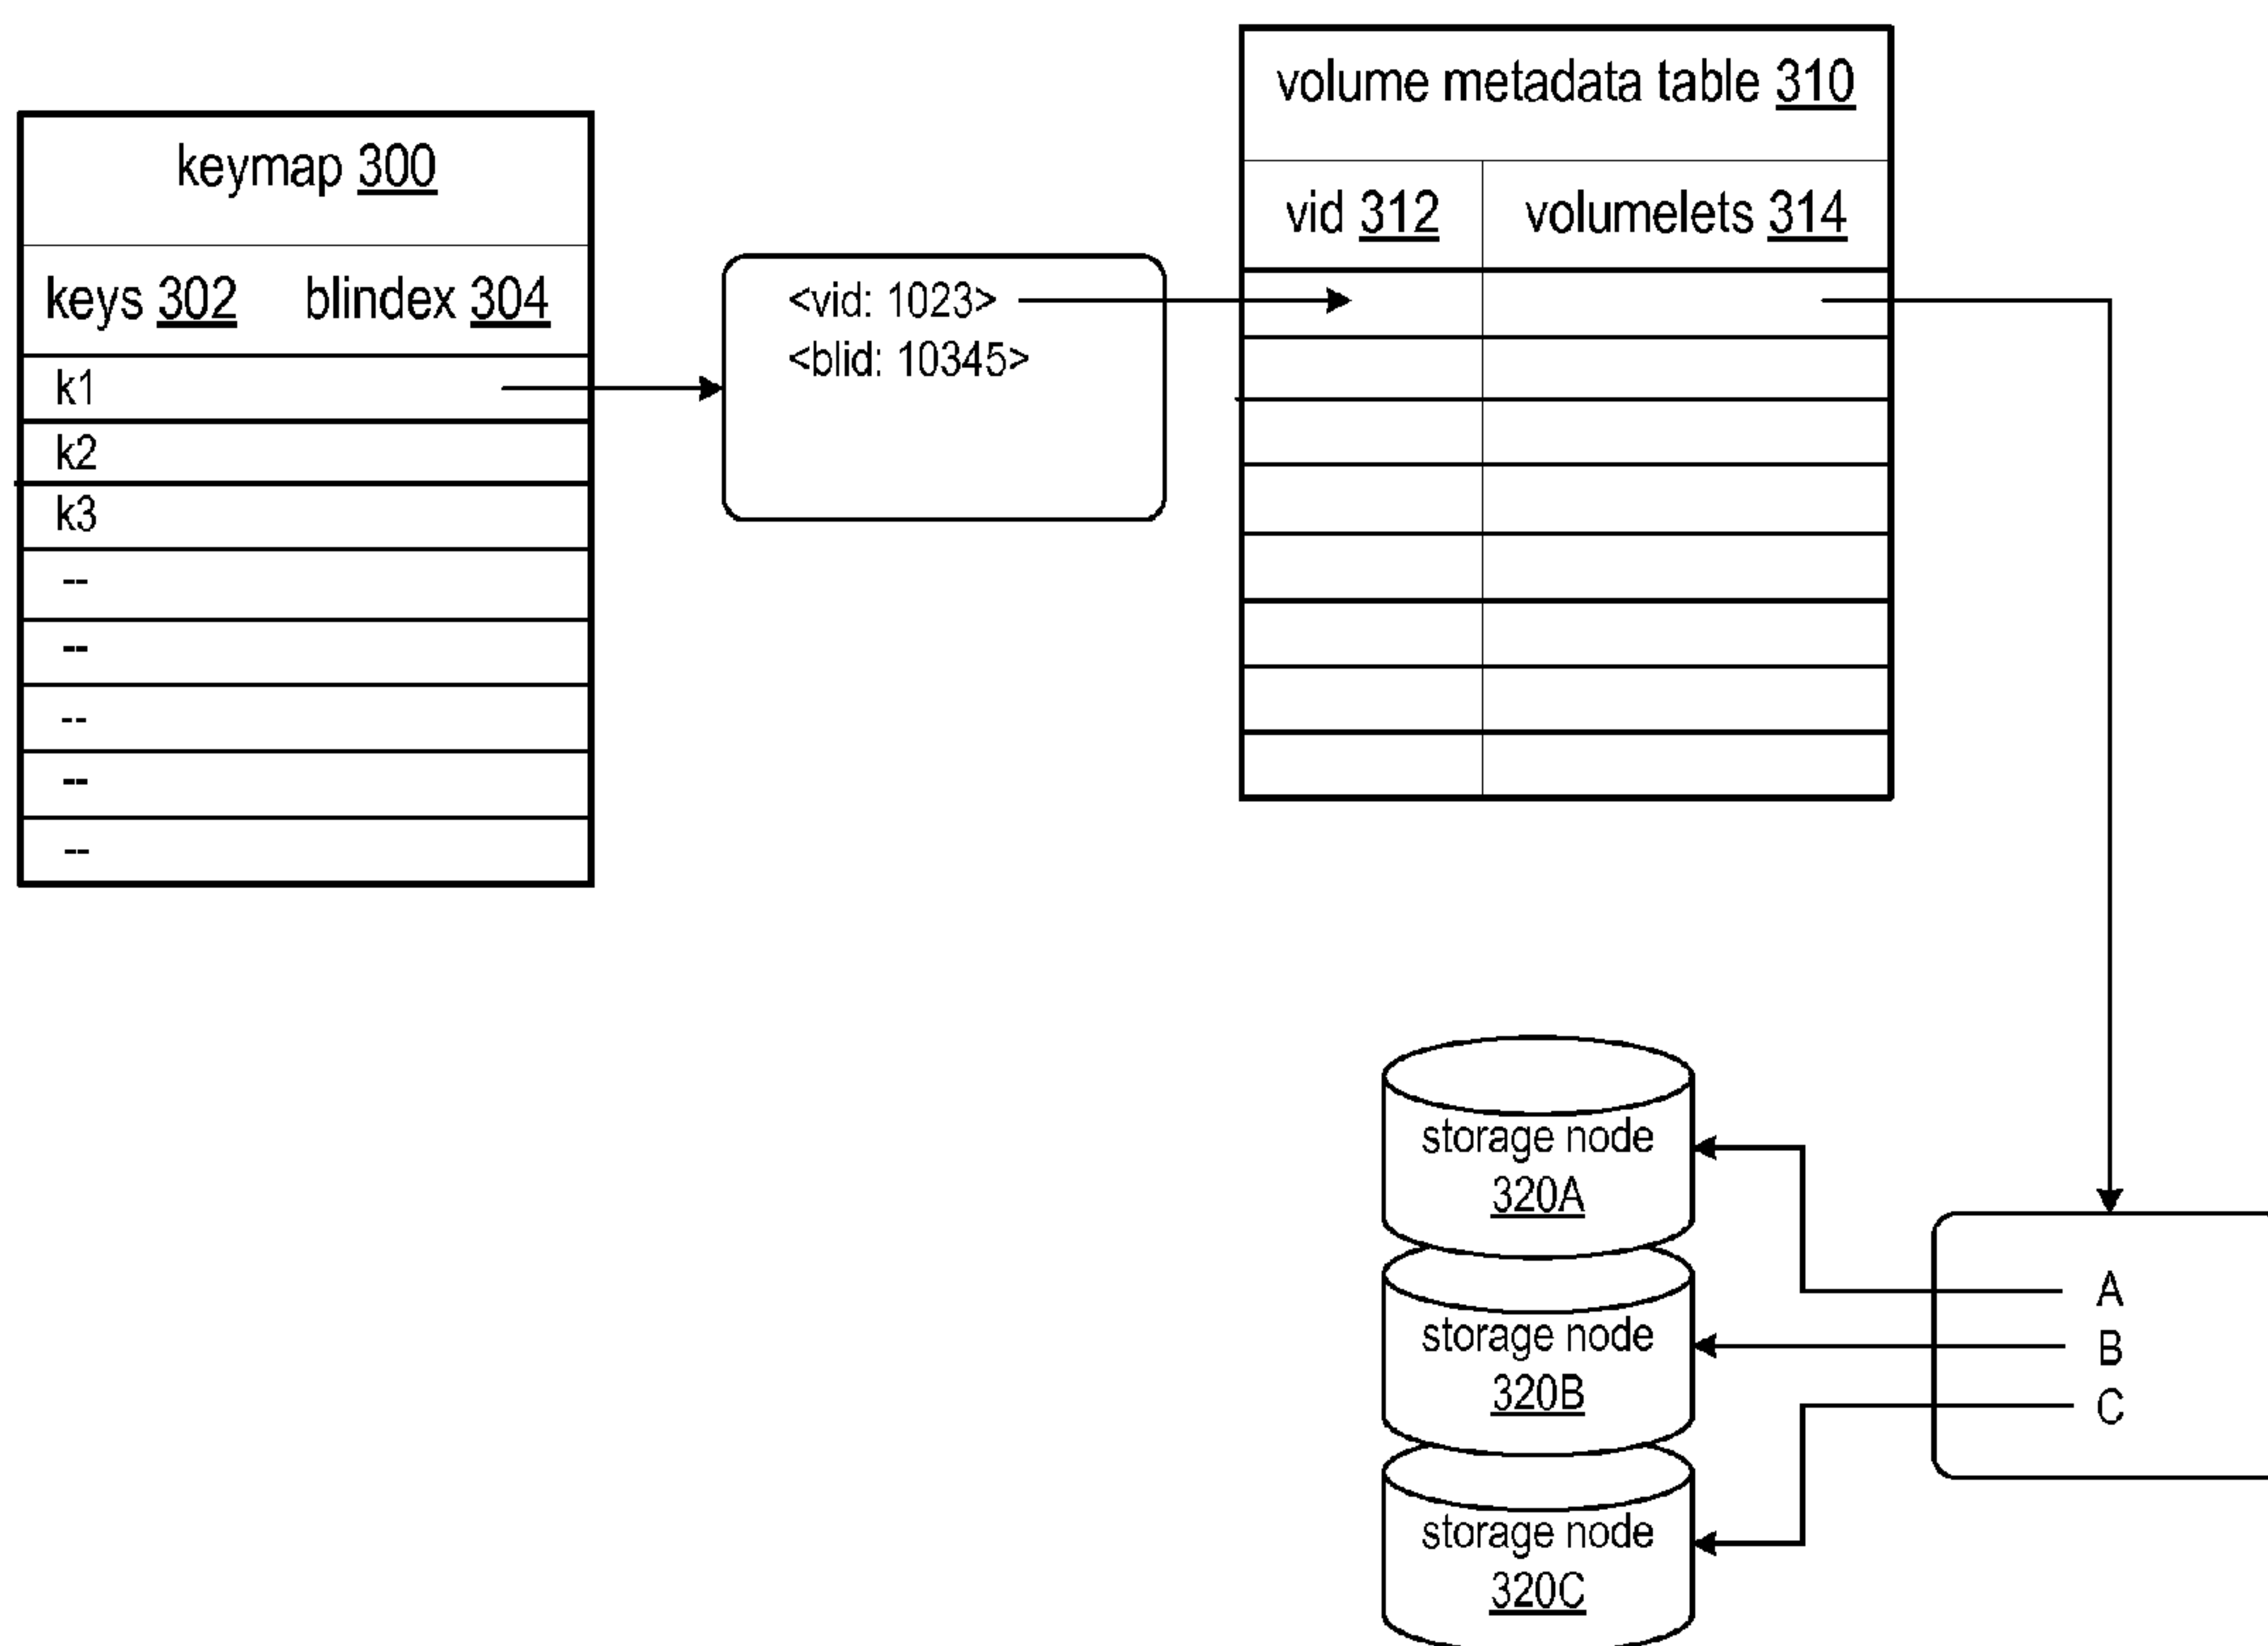 keymap 300
keys 302 blindex 304
k1
k2
k3
--
--
--
--
--
<vid: 1023>
<blid: 10345>
volume metadata table 310
vid 312 volumelets 314
storage node
320A
storage node
320B
storage node
320C
A
B
C